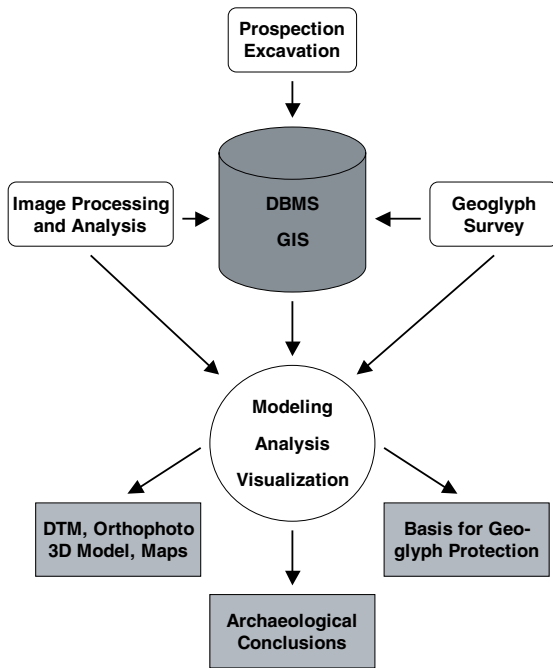 Prospection
Excavation
Image Processing
and Analysis
DBMS
GIS
Geoglyph
Survey
Modeling
Analysis
Visualization
DTM, Orthophoto
3D Model, Maps
Basis for Geo-
glyph Protection
Archaeological
Conclusions